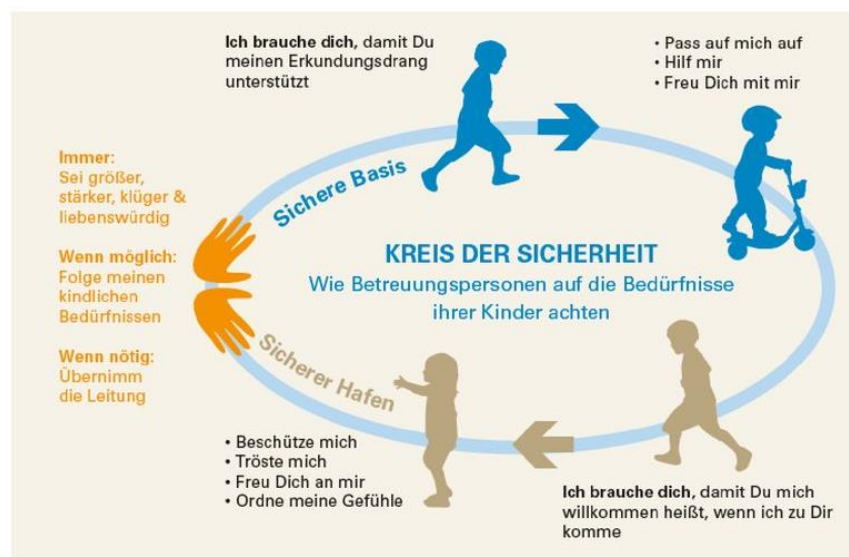 Ich brauche dich, damit Du
meinen Erkundungsdrang
unterstützt
• Pass auf mich auf
• Hilf mir
• Freu Dich mit mir
Immer:
Sei größer,
stärker, klüger &
liebenswürdig
Wenn möglich:
Folge meinen
kindlichen
Bedürfnissen
Wenn nötig:
Übernimm
die Leitung
Sichere Basis
KREIS DER SICHERHEIT
Wie Betreuungspersonen auf die Bedürfnisse
ihrer Kinder achten
Sicherer Hafen
• Beschütze mich
• Tröste mich
• Freu Dich an mir
• Ordne meine Gefühle
Ich brauche dich, damit Du mich
willkommen heißt, wenn ich zu Dir
komme